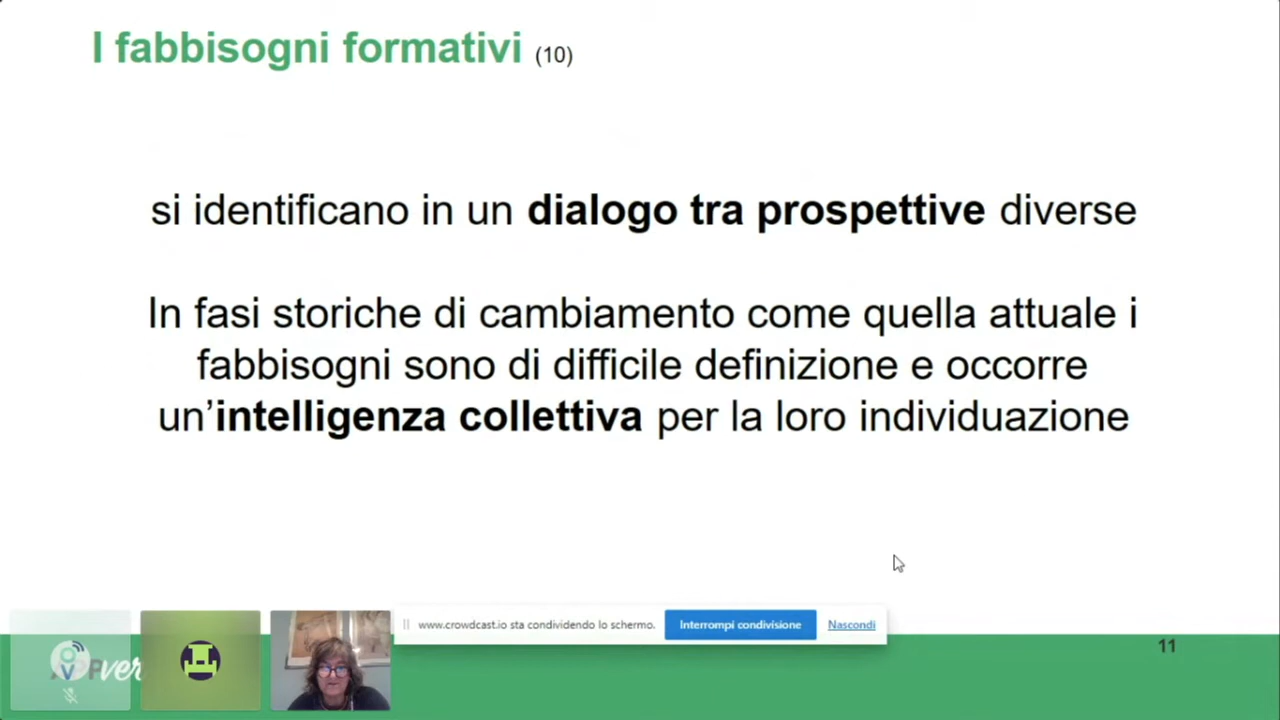 I fabbisogni formativi (10)
si identificano in un dialogo tra prospettive diverse
In fasi storiche di cambiamento come quella attuale i
fabbisogni sono di difficile definizione e occorre
un'intelligenza collettiva per la loro individuazione
www.crowdcast.io sta condividendo lo schermo. Interrompi condivisione Nascondi
11